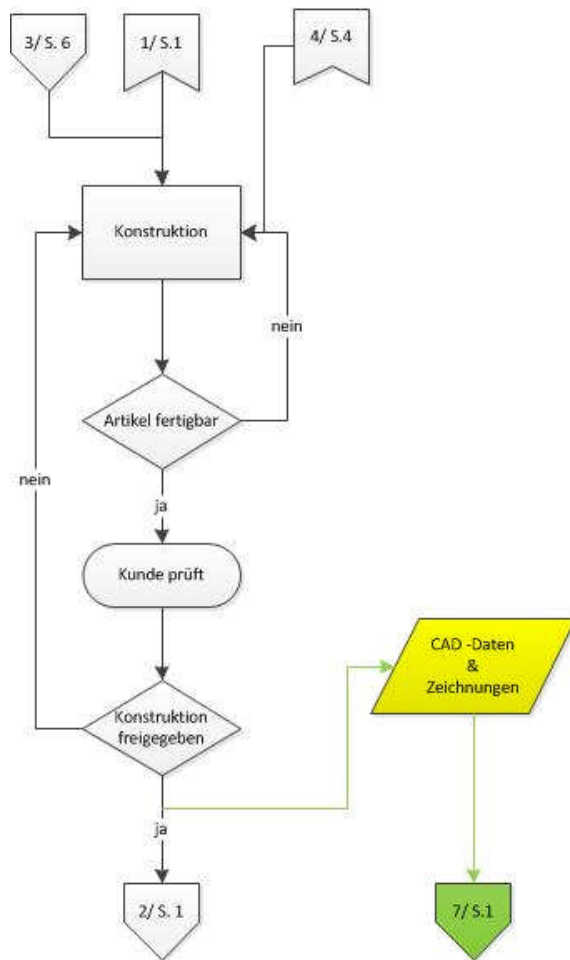 3/ S. 6
1/ S.1
4/ S.4
Konstruktion
nein
Artikel fertigbar
nein
ja
Kunde prüft
CAD -Daten
&
Zeichnungen
Konstruktion
freigegeben
ja
2/ S. 1
7/ S.1